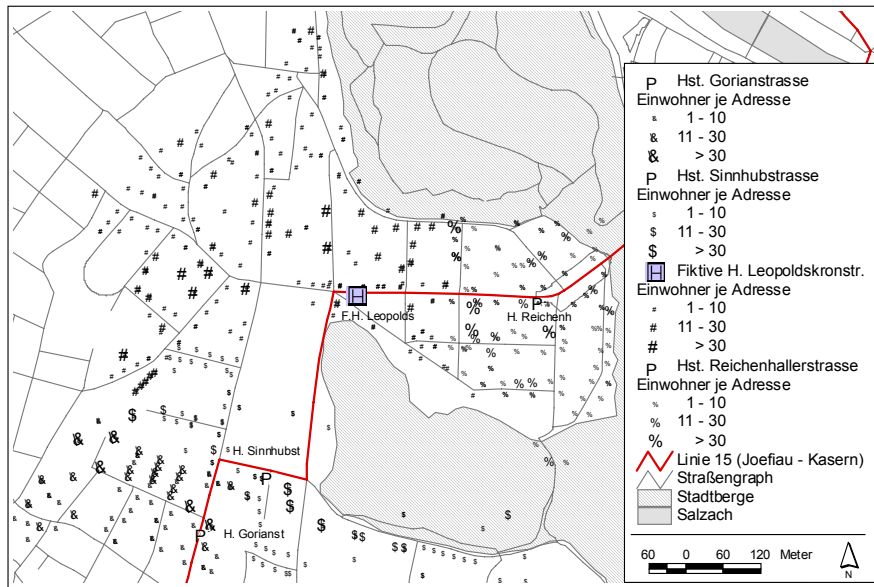 F.H. Leopolds
H. Reichenh
H. Sinnhubst
H. Gorianst
P Hst. Gorianstrasse
Einwohner je Adresse
& 1 - 10
& 11 - 30
& > 30
P Hst. Sinnhubstrasse
Einwohner je Adresse
$ 1 - 10
$ 11 - 30
$ > 30
H Fiktive H. Leopoldskronstr.
Einwohner je Adresse
# 1 - 10
# 11 - 30
# > 30
P Hst. Reichenhallerstrasse
Einwohner je Adresse
% 1 - 10
% 11 - 30
% > 30
Linie 15 (Joefiau - Kasern)
Straßengraph
Stadtberge
Salzach
60 0 60 120 Meter
N